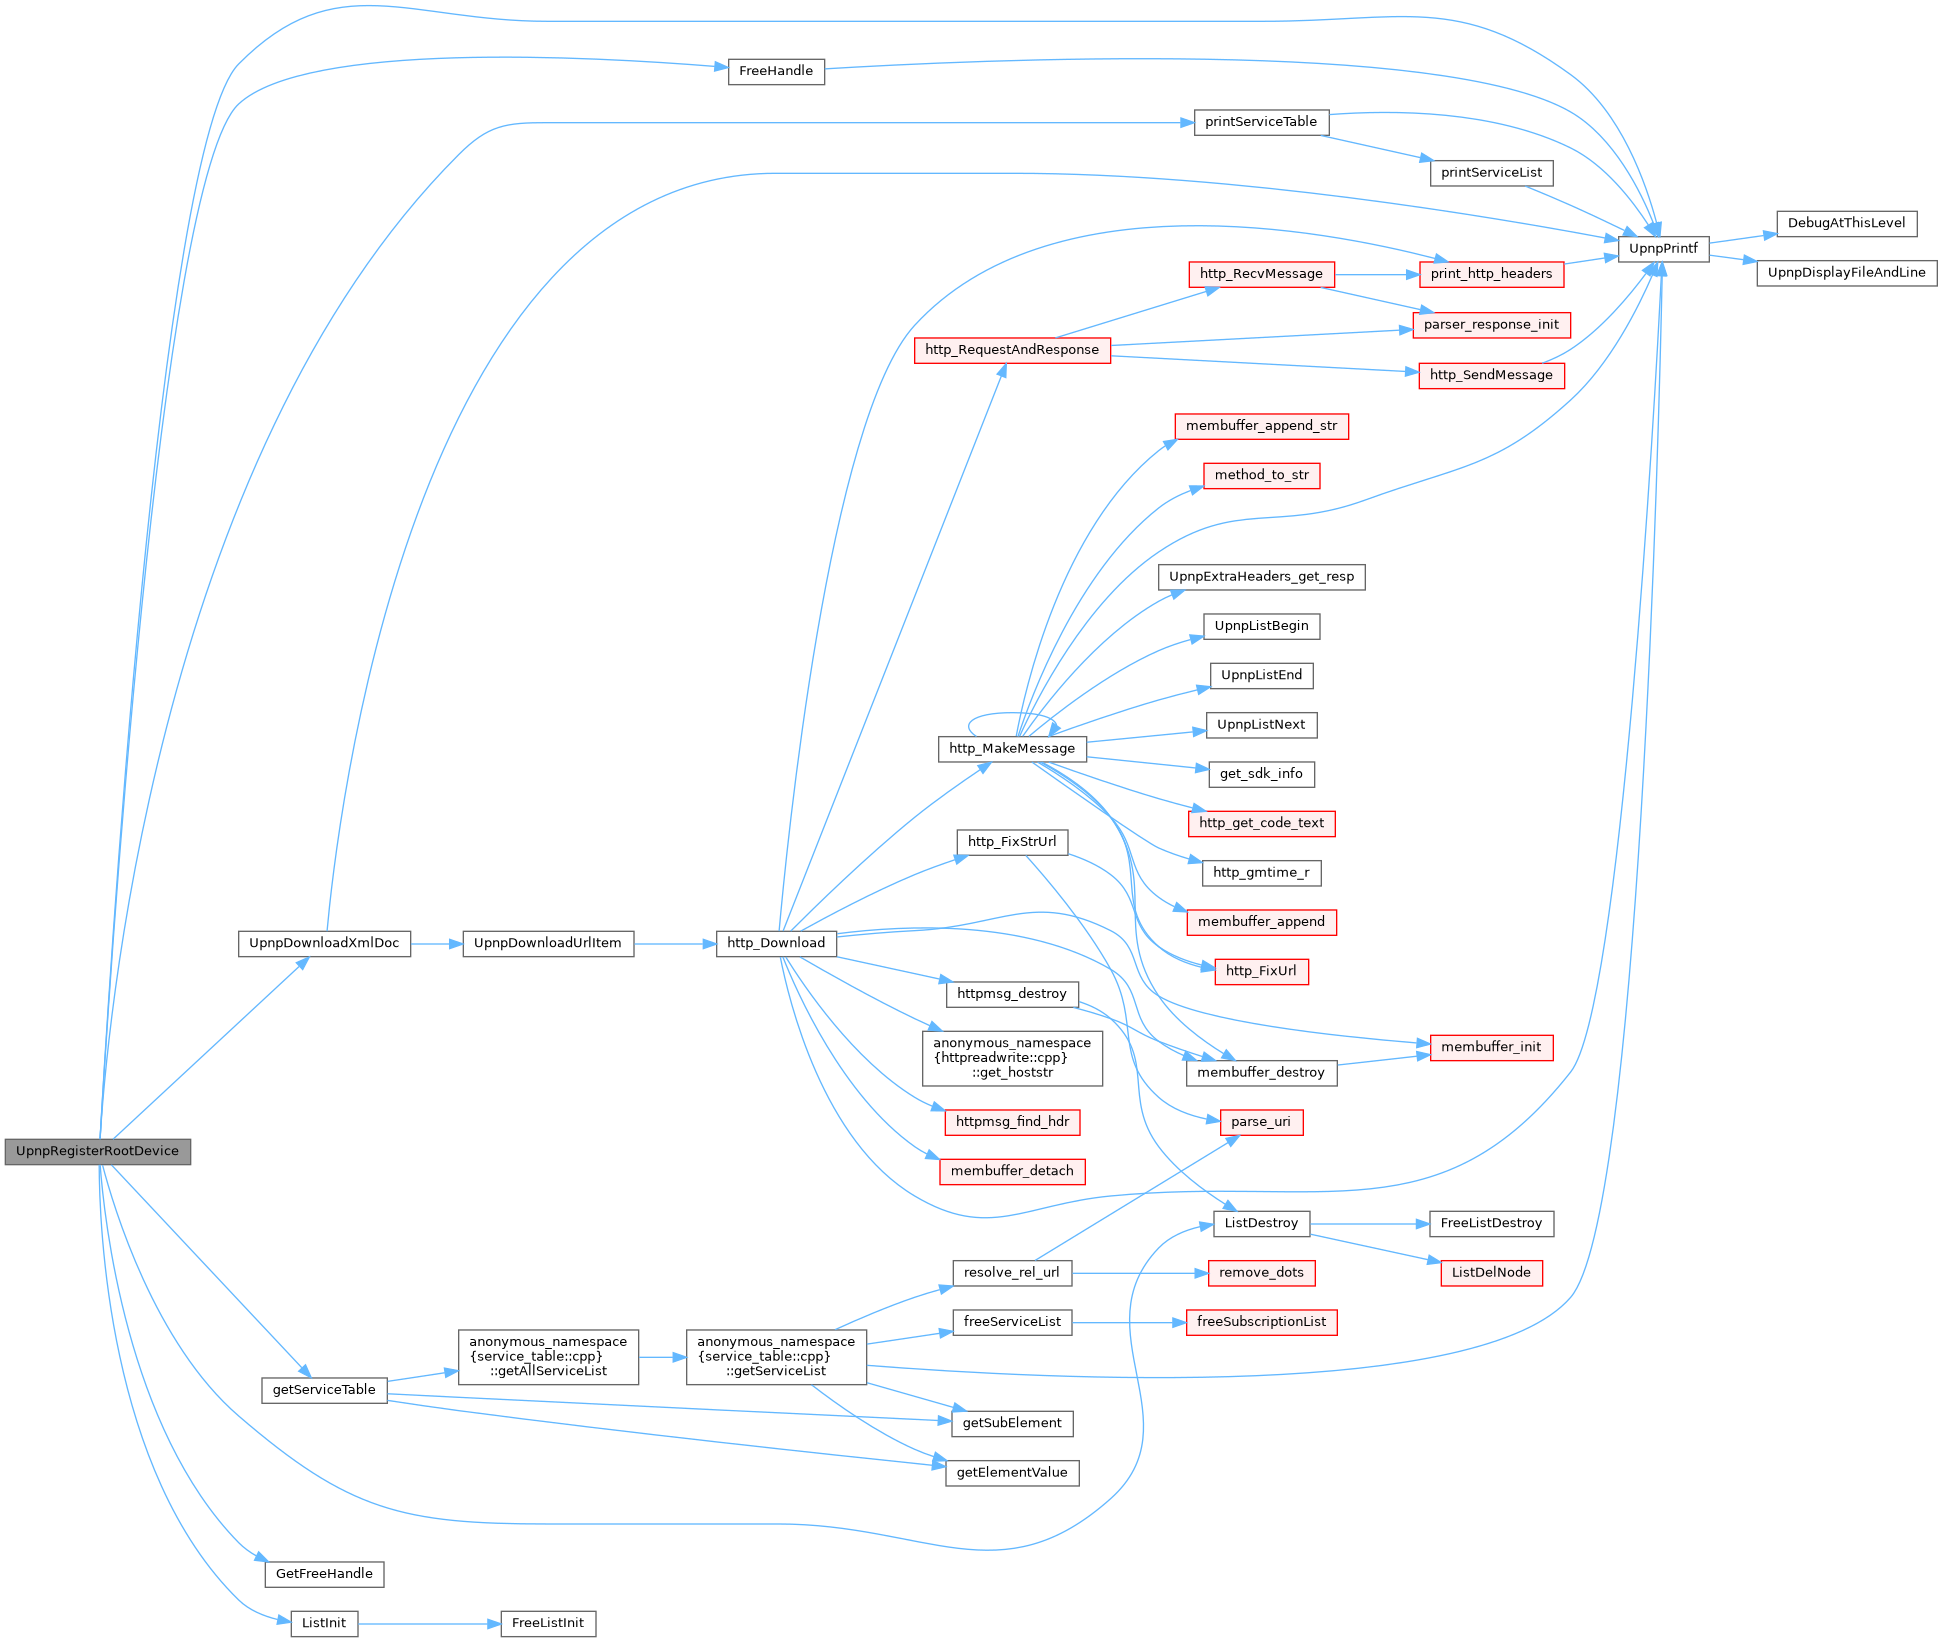 FreeHandle
printServiceTable
printServiceList
DebugAtThisLevel
UpnpPrintf
UpnpDisplayFileAndLine
http_RecvMessage
print_http_headers
parser_response_init
http_RequestAndResponse
http_SendMessage
membuffer_append_str
method_to_str
UpnpExtraHeaders_get_resp
UpnpListBegin
UpnpListEnd
UpnpListNext
http_MakeMessage
get_sdk_info
http_get_code_text
http_FixStrUrl
http_gmtime_r
membuffer_append
UpnpDownloadXmlDoc
UpnpDownloadUrlItem
http_Download
http_FixUrl
httpmsg_destroy
anonymous_namespace
{httpreadwrite::cpp}
::get_hoststr
membuffer_init
membuffer_destroy
httpmsg_find_hdr
parse_uri
UpnpRegisterRootDevice
membuffer_detach
ListDestroy
FreeListDestroy
resolve_rel_url
remove_dots
ListDelNode
freeServiceList
freeSubscriptionList
anonymous_namespace
{service_table::cpp}
::getAllServiceList
anonymous_namespace
{service_table::cpp}
::getServiceList
getServiceTable
getSubElement
getElementValue
GetFreeHandle
ListInit
FreeListInit